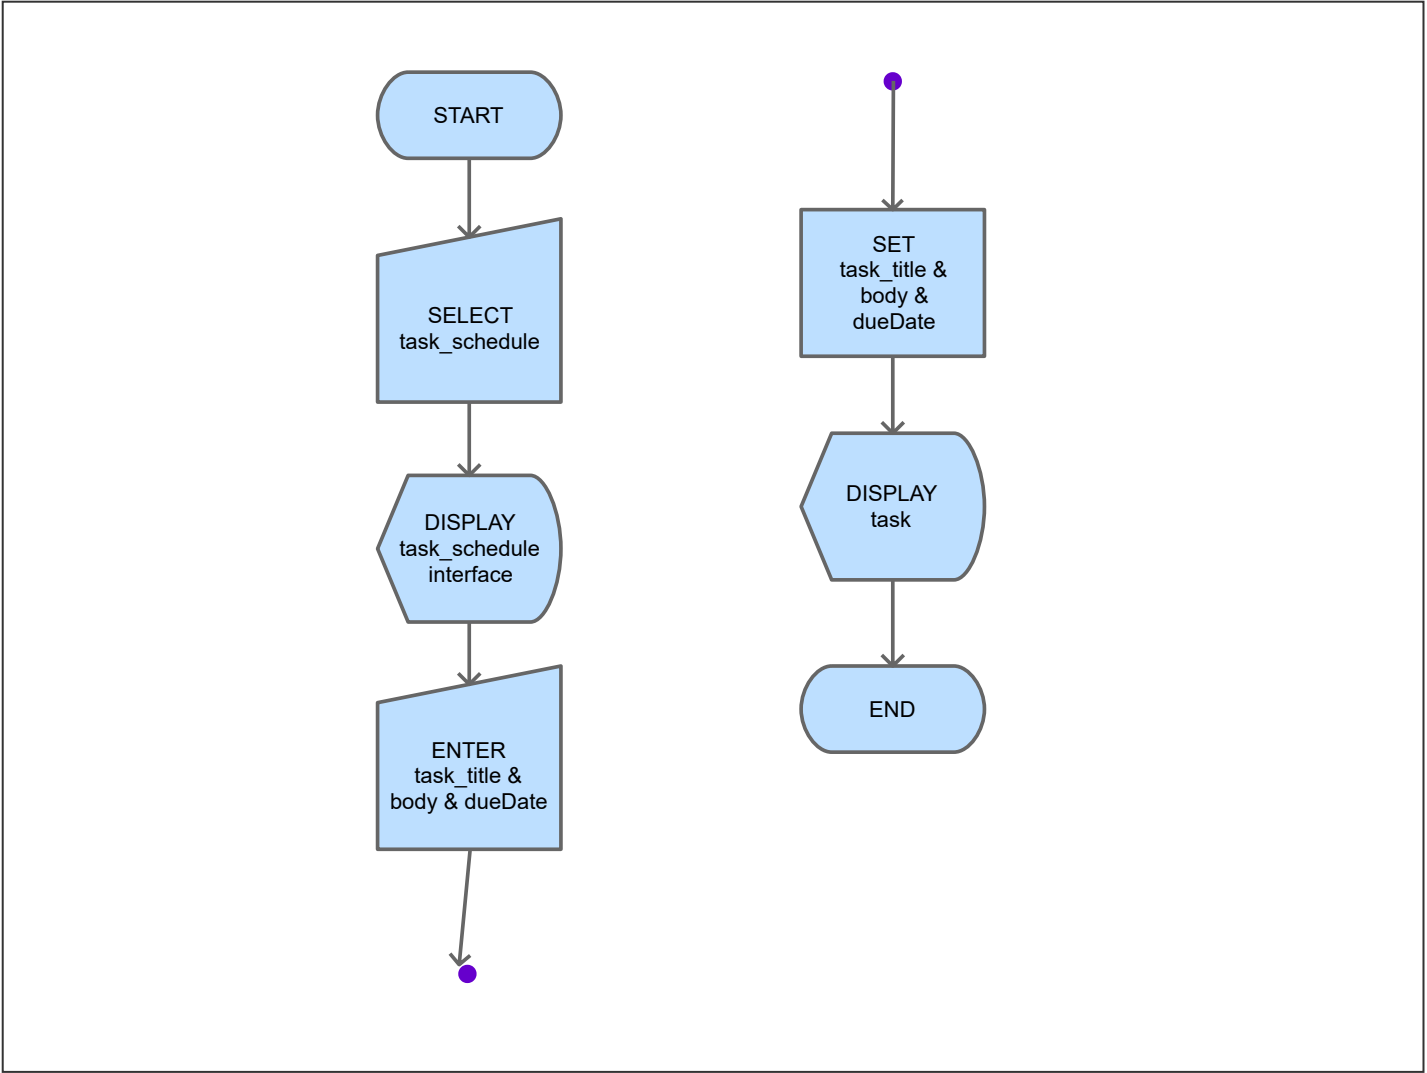 START
SELECT
task_schedule
DISPLAY
task_schedule
interface
ENTER
task_title &
body & dueDate
SET
task_title &
body &
dueDate
DISPLAY
task
END